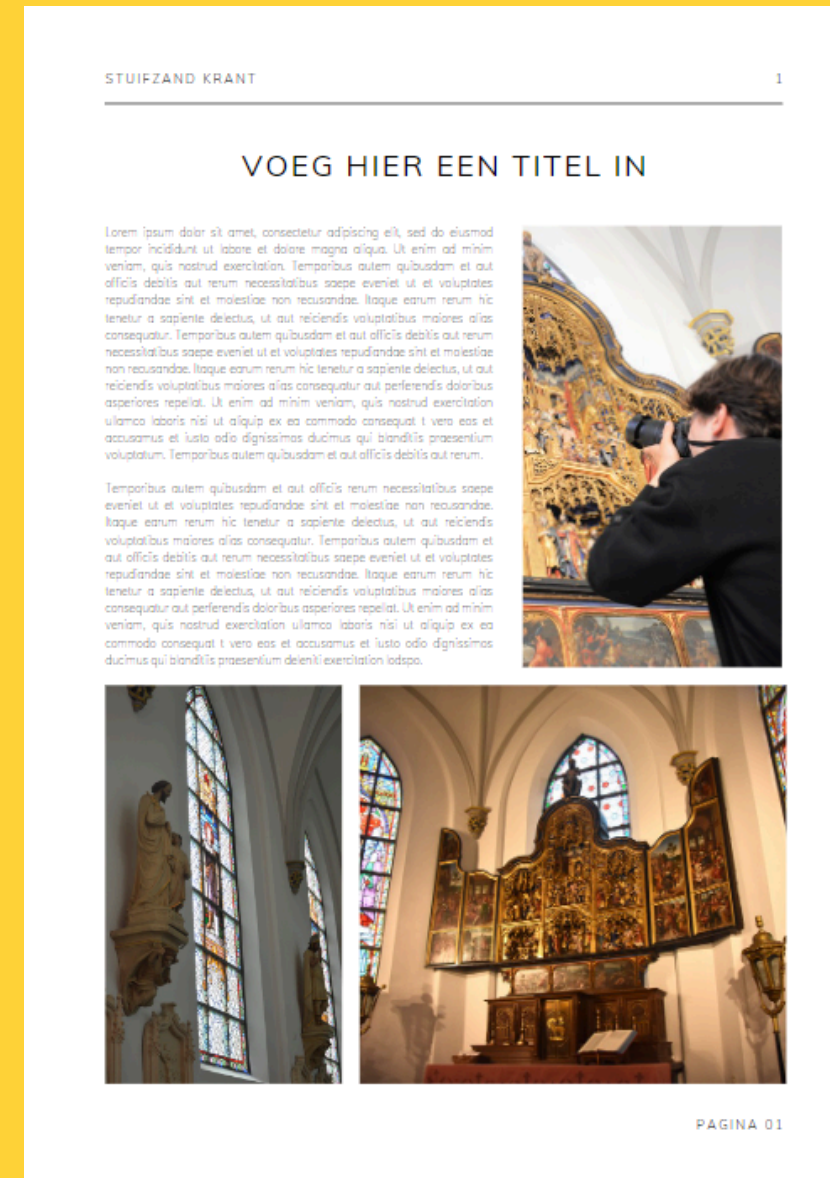 STUIFZAND KRANT
1
VOEG HIER EEN TITEL IN
Lorem ipsum dolor sit amet, consectetur adipiscing elit, sed do eiusmod
tempor incididunt ut labore et dolore magna aliqua. Ut enim ad minim
veniam, quis nostrud exercitation. Temporibus autem quibusdam et aut
officiis debitis aut rerum necessitatibus saepe eveniet ut et voluptates
repudiandae sint et molestiae non recusandae. Itaque earum rerum hic
tenetur a sapiente delectus, ut aut reiciendis voluptatibus maiores alias
consequatur. Temporibus autem quibusdam et aut officiis debitis aut rerum
necessitatibus saepe eveniet ut et voluptates repudiandae sint et molestiae
non recusandae. Itaque earum rerum hic tenetur a sapiente delectus, ut aut
reiciendis voluptatibus maiores alias consequatur aut perferendis doloribus
asperiores repellat. Ut enim ad minim veniam, quis nostrud exercitation
ullamco laboris nisi ut aliquip ex ea commodo consequat t vero eos et
accusamus et iusto odio dignissimos ducimus qui blanditiis praesentium
voluptatum. Temporibus autem quibusdam et aut officiis debitis aut rerum.
Temporibus autem quibusdam et aut officiis rerum necessitatibus saepe
eveniet ut et voluptates repudiandae sint et molestiae non recusandae.
Itaque earum rerum hic tenetur a sapiente delectus, ut aut reiciendis
voluptatibus maiores alias consequatur. Temporibus autem quibusdam et
aut officiis debitis aut rerum necessitatibus saepe eveniet ut et voluptates
repudiandae sint et molestiae non recusandae. Itaque earum rerum hic
tenetur a sapiente delectus, ut aut reiciendis voluptatibus maiores alias
consequatur aut perferendis doloribus asperiores repellat. Ut enim ad minim
veniam, quis nostrud exercitation ullamco laboris nisi ut aliquip ex ea
commodo consequat t vero eos et accusamus et iusto odio dignissimos
ducimus qui blanditiis praesentium deleniti exercitation lodspo.
PAGINA 01